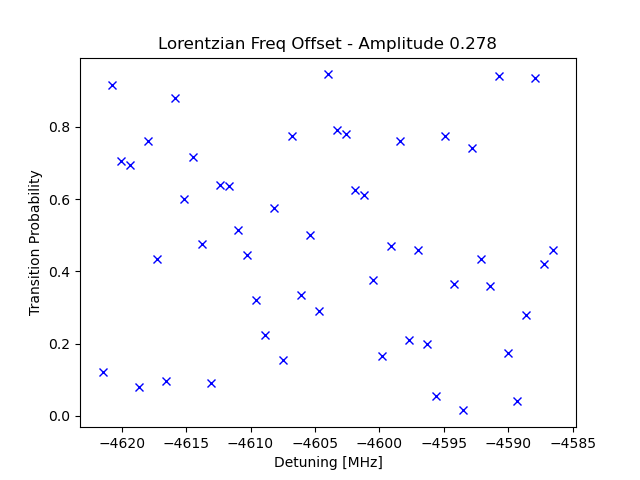 Lorentzian Freq Offset - Amplitude 0.278
Transition Probability
0.8
0.6
0.4
0.2
0.0
−4620 −4615 −4610 −4605 −4600 −4595 −4590 −4585
Detuning [MHz]